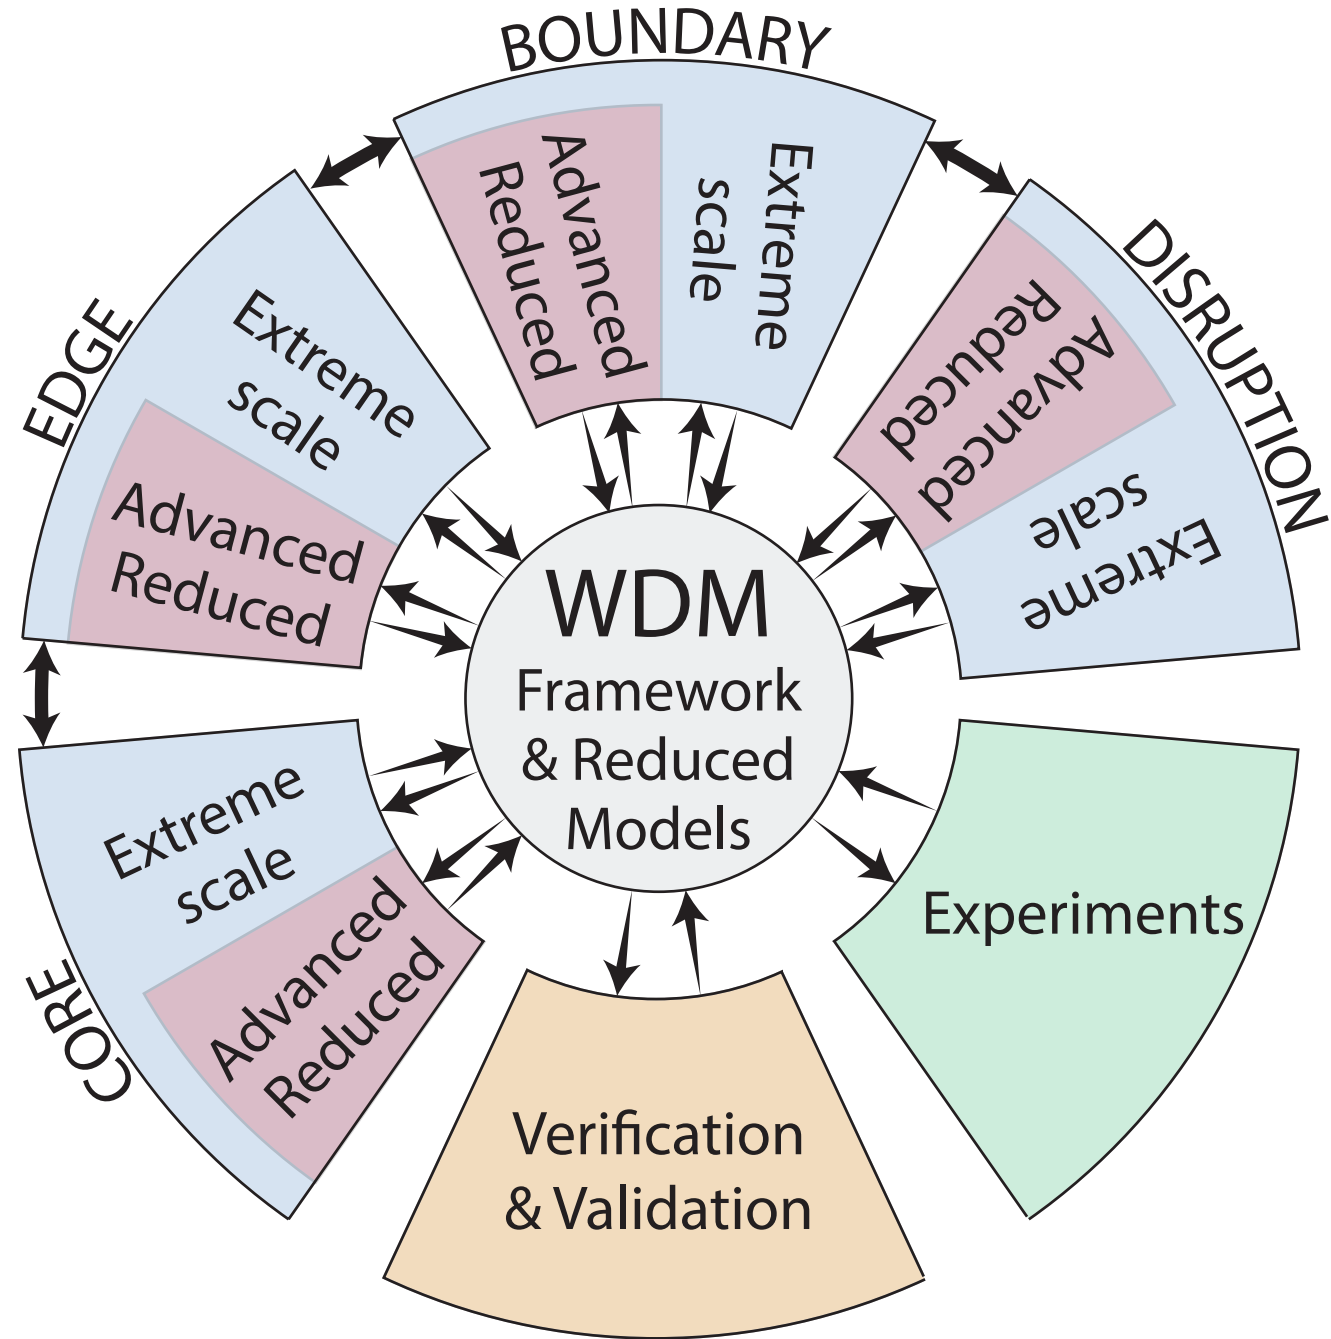 BOUNDARY
Advanced
Reduced
Extreme
scale
DISRUPTION
Advanced
Reduced
Extreme
scale
EDGE
Extreme
scale
Advanced
Reduced
WDM
Framework
& Reduced
Models
CORE
Extreme
scale
Advanced
Reduced
Experiments
Verification
& Validation